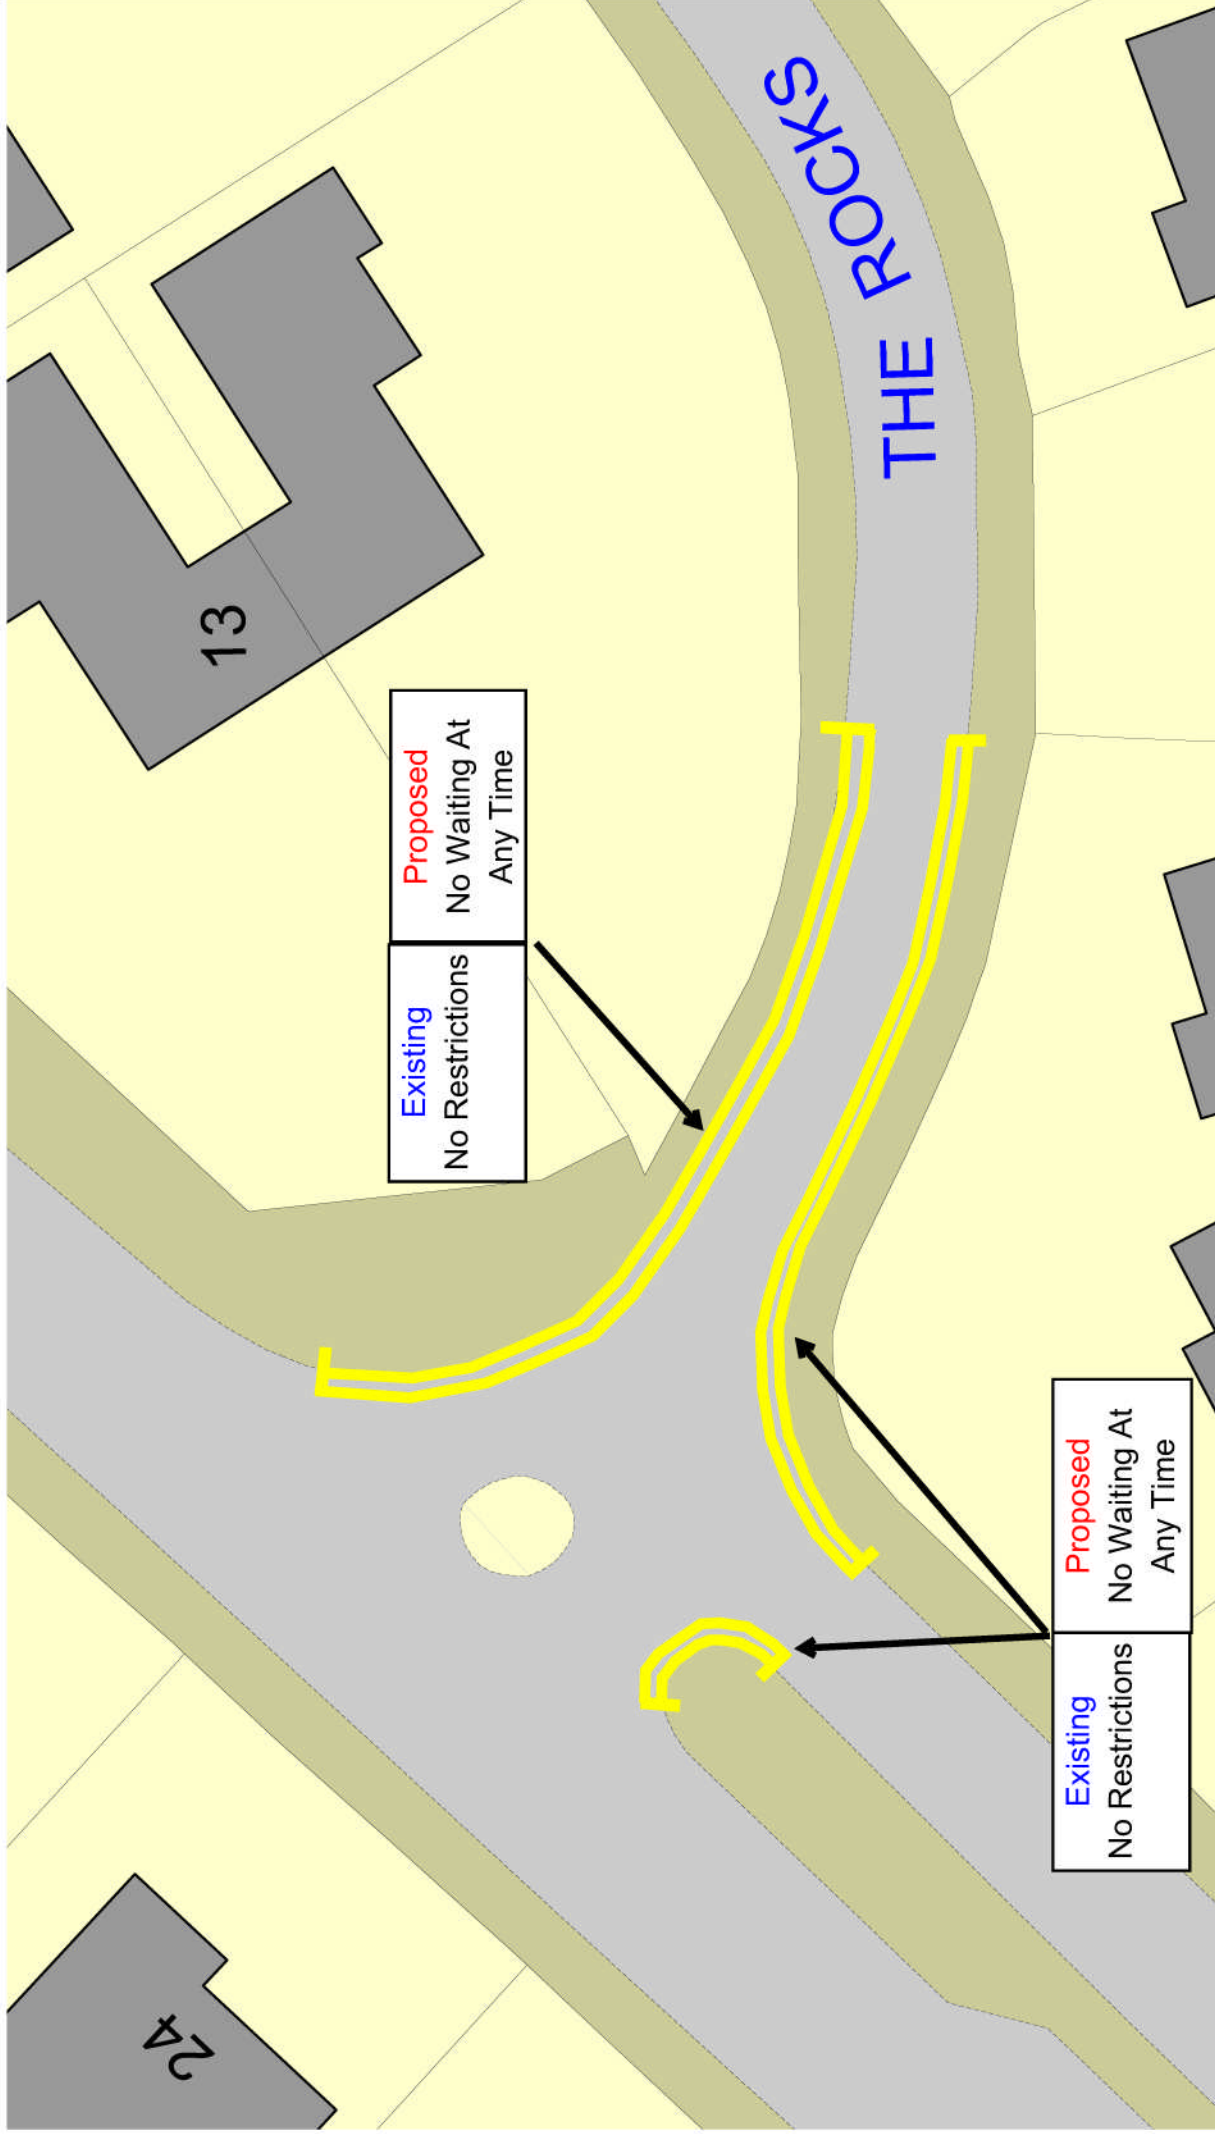 THE ROCKS
13
Existing
No Restrictions
Proposed
No Waiting At
Any Time
Existing
No Restrictions
Proposed
No Waiting At
Any Time
24